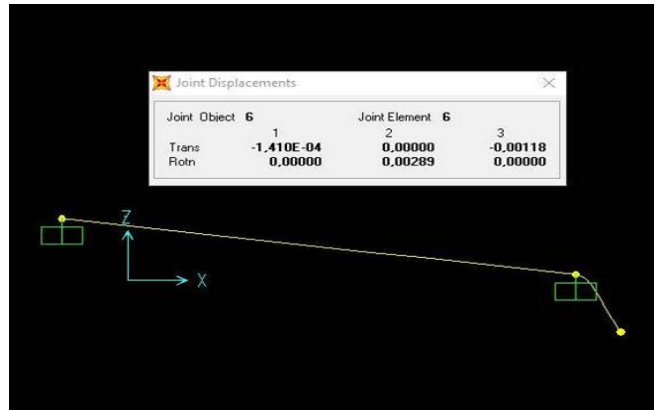 Joint Displacements
Joint Object 6 Joint Element 6
1 2 3
Trans -1,410E-04 0,00000 -0,00118
Rotn 0,00000 0,00289 0,00000
Z
X